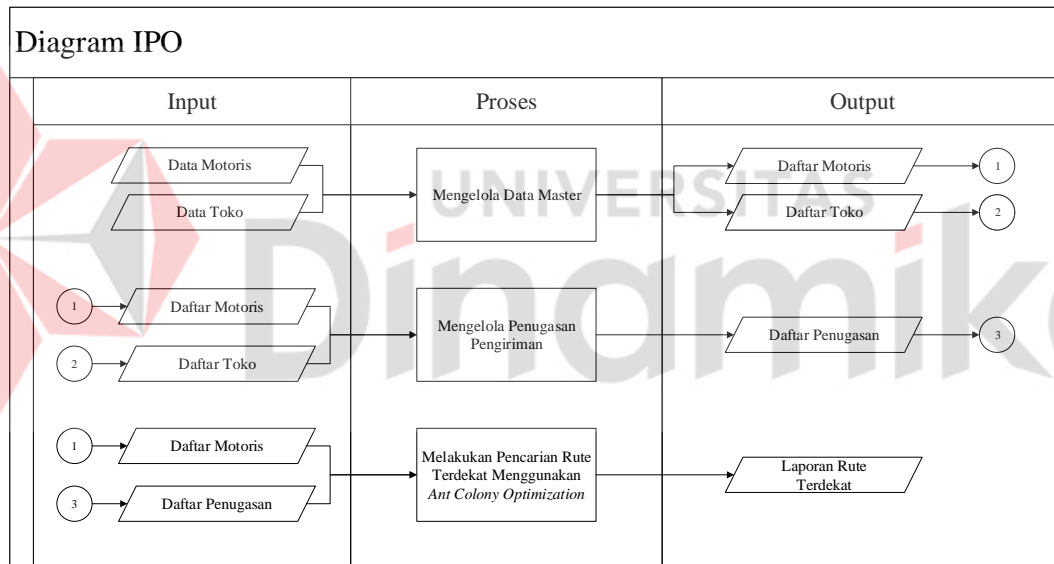 Diagram IPO
Input
Proses
Output
Data Motoris
Data Toko
Mengelola Data Master
Daftar Motoris
1
Daftar Toko
2
UNIVERSITAS
Dinamika
1
Daftar Motoris
2
Daftar Toko
Mengelola Penugasan
Pengiriman
Daftar Penugasan
3
1
Daftar Motoris
3
Daftar Penugasan
Melakukan Pencarian Rute
Terdekat Menggunakan
Ant Colony Optimization
Laporan Rute
Terdekat